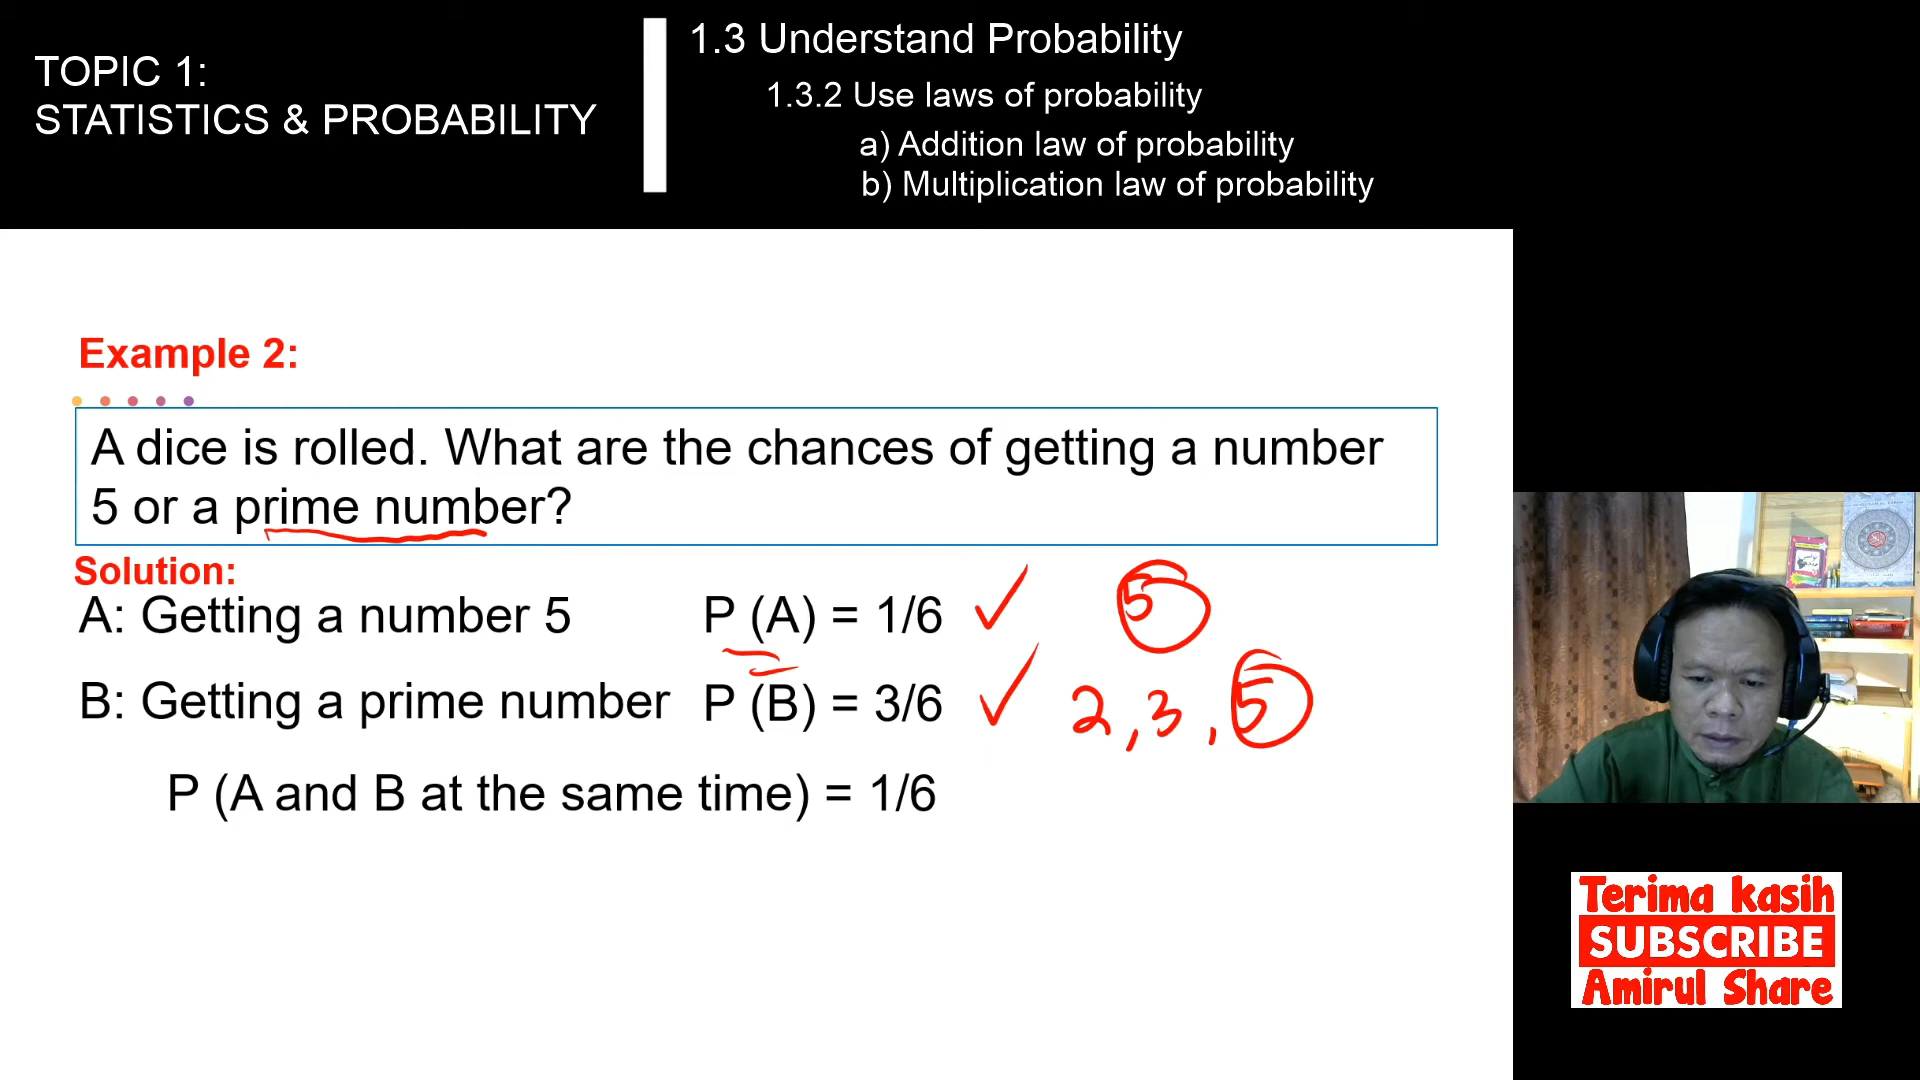 TOPIC 1:
STATISTICS & PROBABILITY
1.3 Understand Probability
1.3.2 Use laws of probability
a) Addition law of probability
b) Multiplication law of probability
Example 2:
A dice is rolled. What are the chances of getting a number
5 or a prime number?
Solution:
A: Getting a number 5 P (A) = 1/6 5
B: Getting a prime number P (B) = 3/6 2, 3, 5
P (A and B at the same time) = 1/6
Terima kasih
SUBSCRIBE
Amirul Share